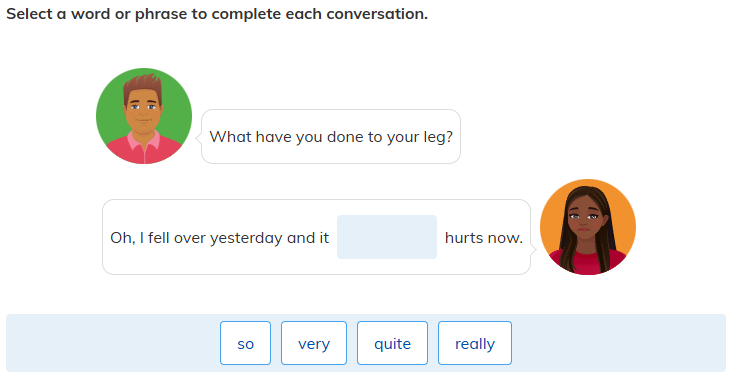 Select a word or phrase to complete each conversation.
What have you done to your leg?
Oh, I fell over yesterday and it hurts now.
so very quite really